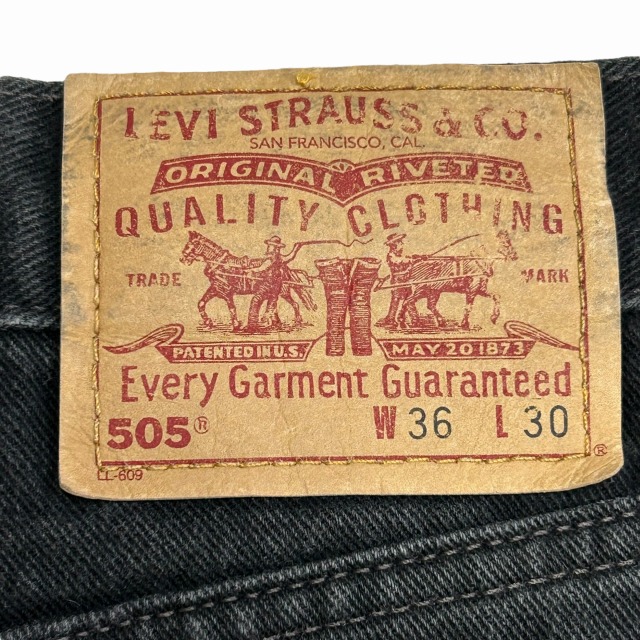 LEVI STRAUSS & CO.
SAN FRANCISCO, CAL.
ORIGINAL RIVETED
QUALITY CLOTHING
TRADE MARK
PATENTED IN U.S. MAY 20 1873
Every Garment Guaranteed
505® W 36 L 30
®
LL-609